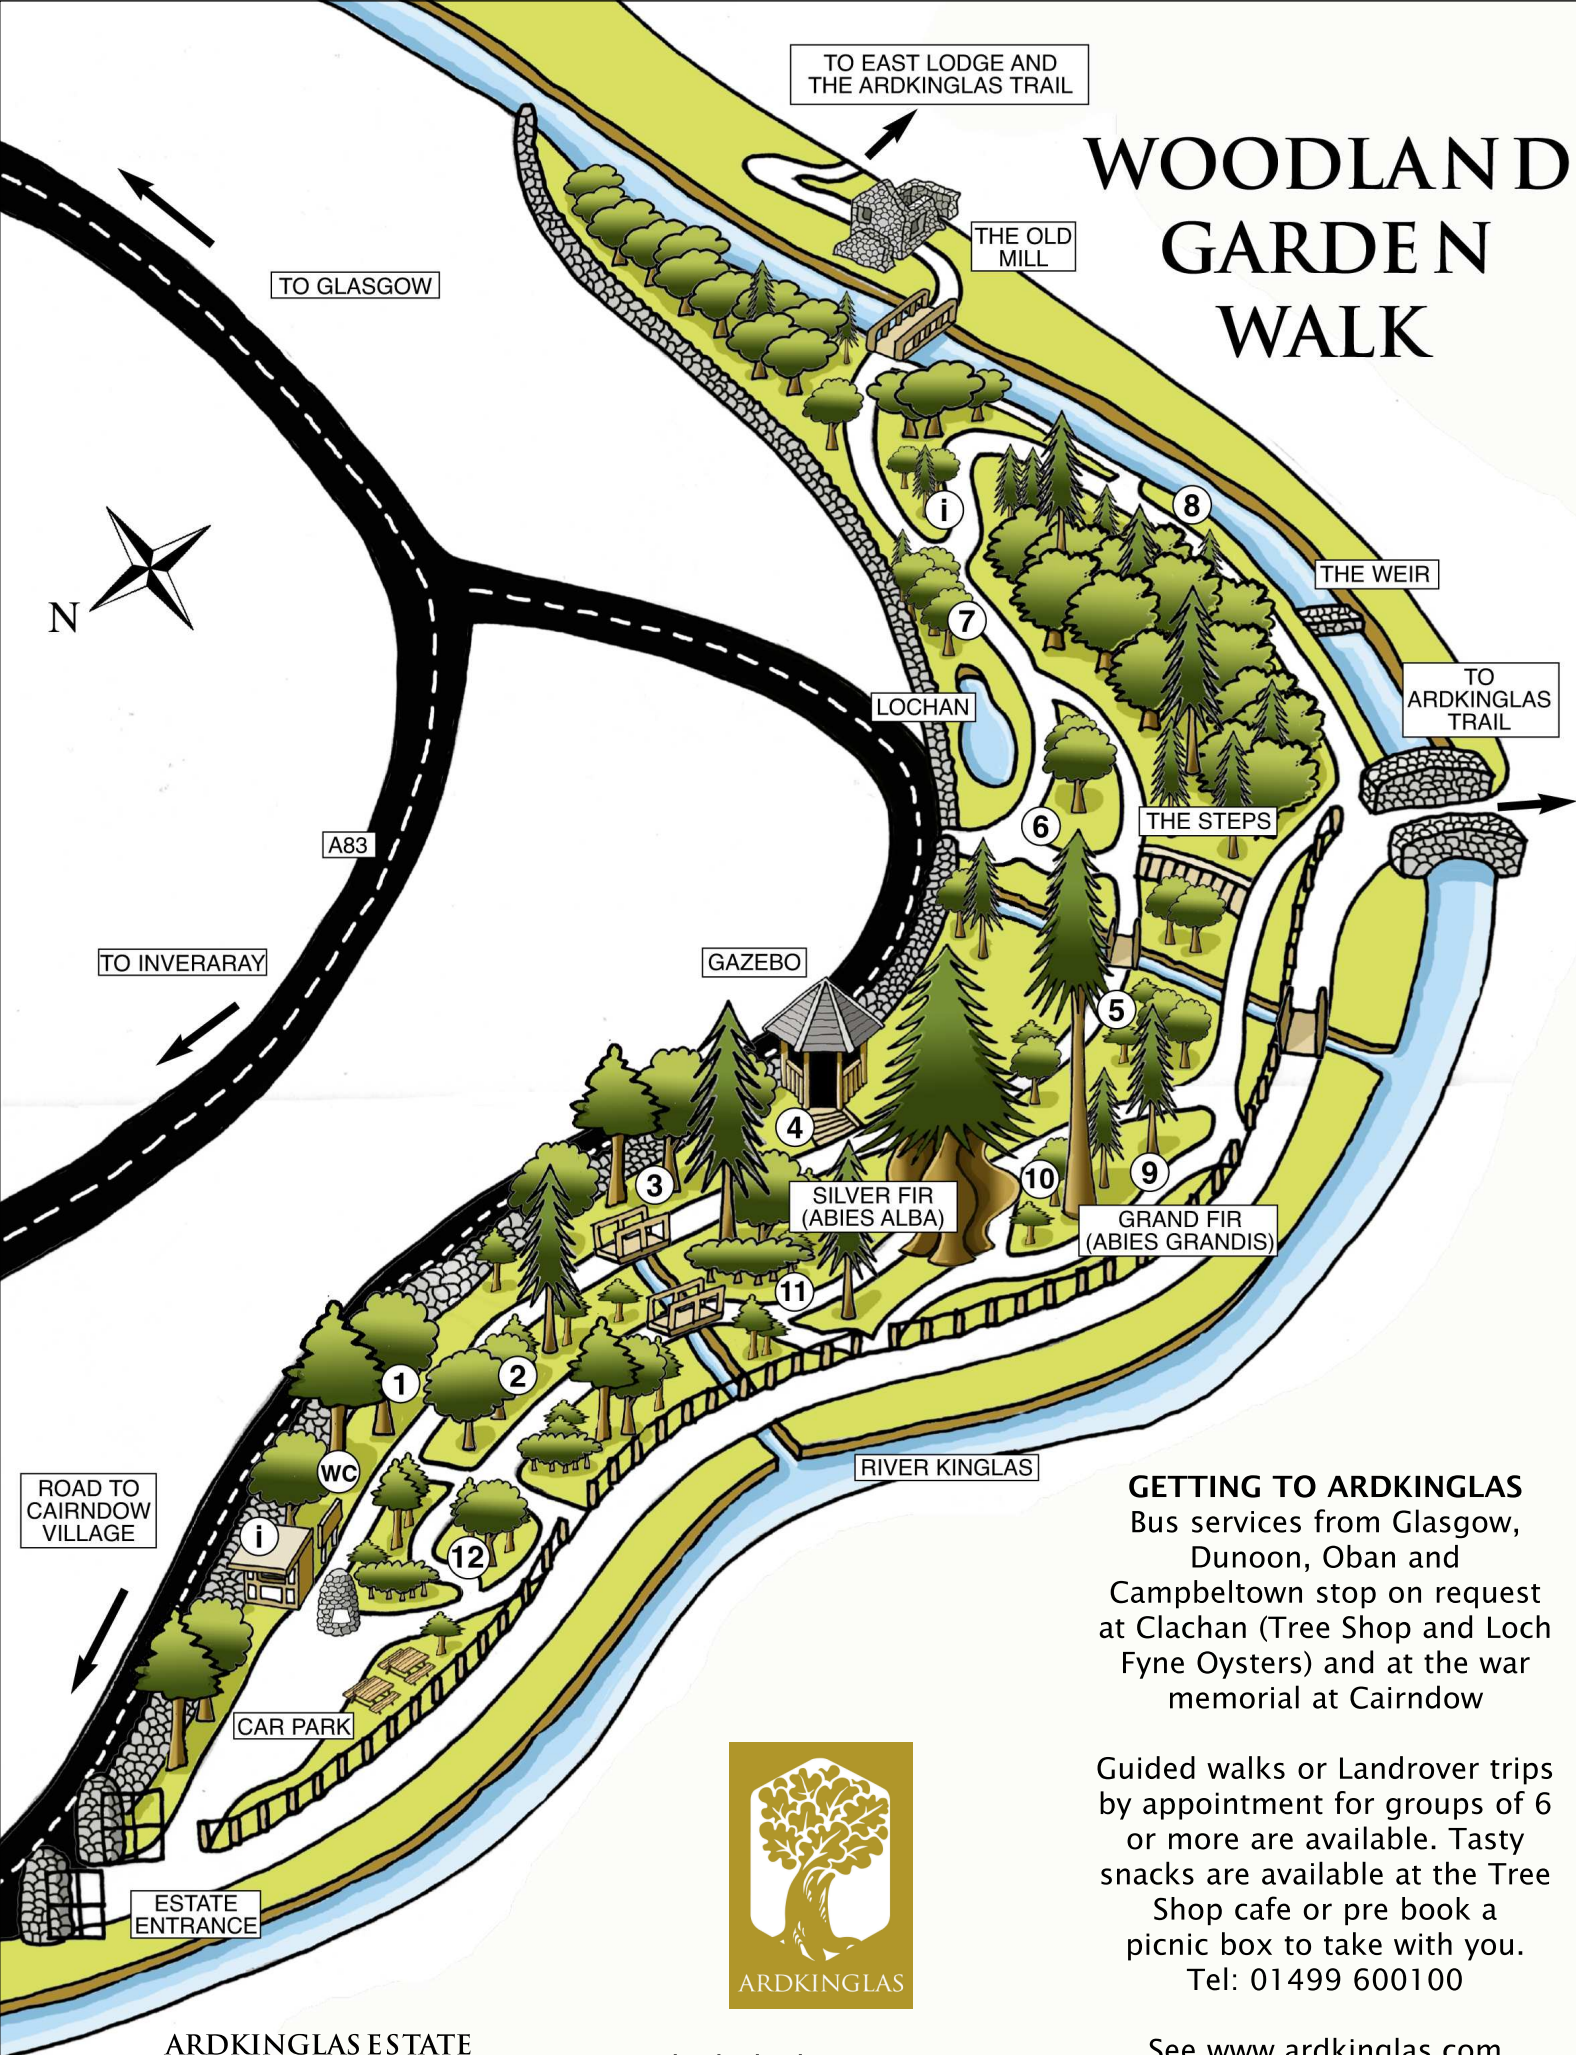 TO EAST LODGE AND
THE ARDKINGLAS TRAIL
WOODLAND
GARDEN
WALK
THE OLD
MILL
TO GLASGOW
i
8
THE WEIR
N
7
TO
ARDKINGLAS
TRAIL
LOCHAN
6
THE STEPS
A83
TO INVERARAY
GAZEBO
5
4
3
10
9
SILVER FIR
(ABIES ALBA)
GRAND FIR
(ABIES GRANDIS)
11
1
2
WC
RIVER KINGLAS
ROAD TO
CAIRNDOW
VILLAGE
i
12
CAR PARK
ESTATE
ENTRANCE
GETTING TO ARDKINGLAS
Bus services from Glasgow,
Dunoon, Oban and
Campbeltown stop on request
at Clachan (Tree Shop and Loch
Fyne Oysters) and at the war
memorial at Cairndow
Guided walks or Landrover trips
by appointment for groups of 6
or more are available. Tasty
snacks are available at the Tree
Shop cafe or pre book a
picnic box to take with you.
Tel: 01499 600100
ARDKINGLAS
ARDKINGLAS ESTATE
See www.ardkinglas.com